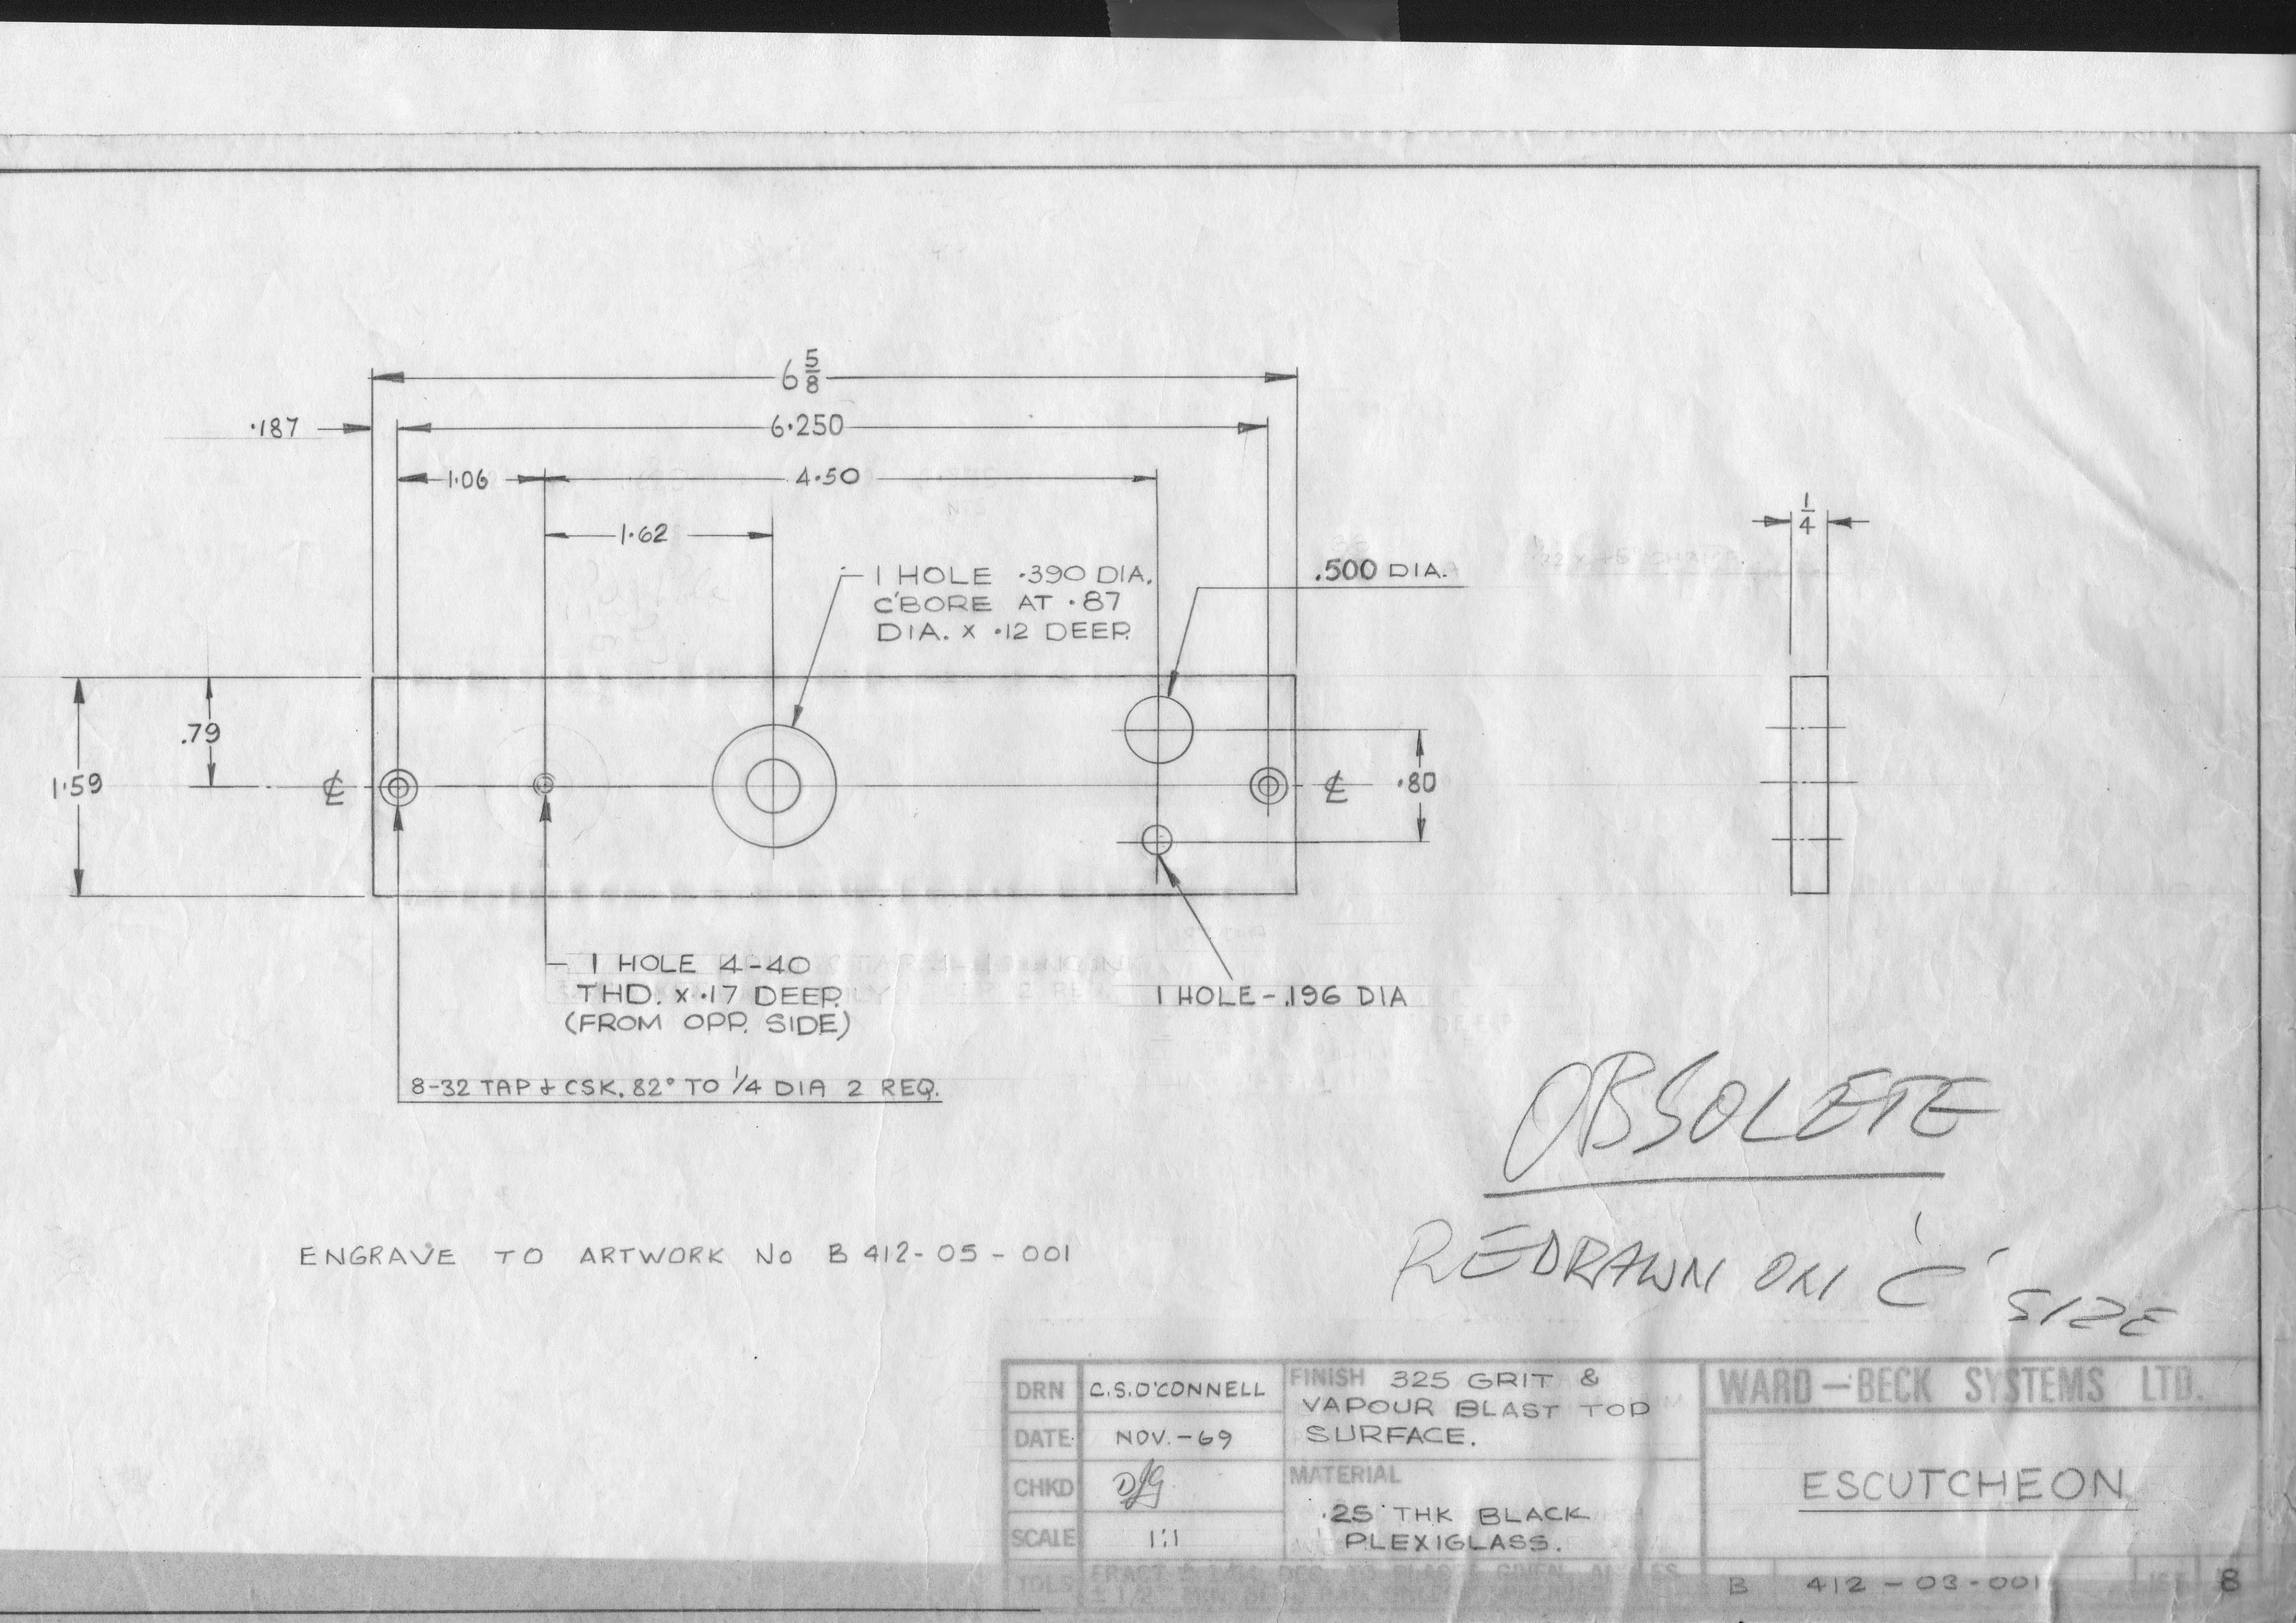 6 5/8
.187
6.250
1.06
4.50
1.62
1/4
1 HOLE .390 DIA.
C'BORE AT .87
DIA. X .12 DEEP.
.500 DIA.
.79
1.59
℄
℄
.80
1 HOLE 4-40
THD. X .17 DEEP.
(FROM OPP. SIDE)
1 HOLE - .196 DIA
8-32 TAP & CSK. 82° TO 1/4 DIA 2 REQ.
OBSOLETE
REDRAWN ON 'C' SIZE
ENGRAVE TO ARTWORK No B 412-05-001
DRN C.S.O'CONNELL
DATE NOV.-69
CHKD
SCALE 1:1
TOLS
FINISH 325 GRIT &
VAPOUR BLAST TOP
SURFACE.
MATERIAL
.25 THK BLACK
PLEXIGLASS.
WARD-BECK SYSTEMS LTD.
ESCUTCHEON
B 412-03-001
8